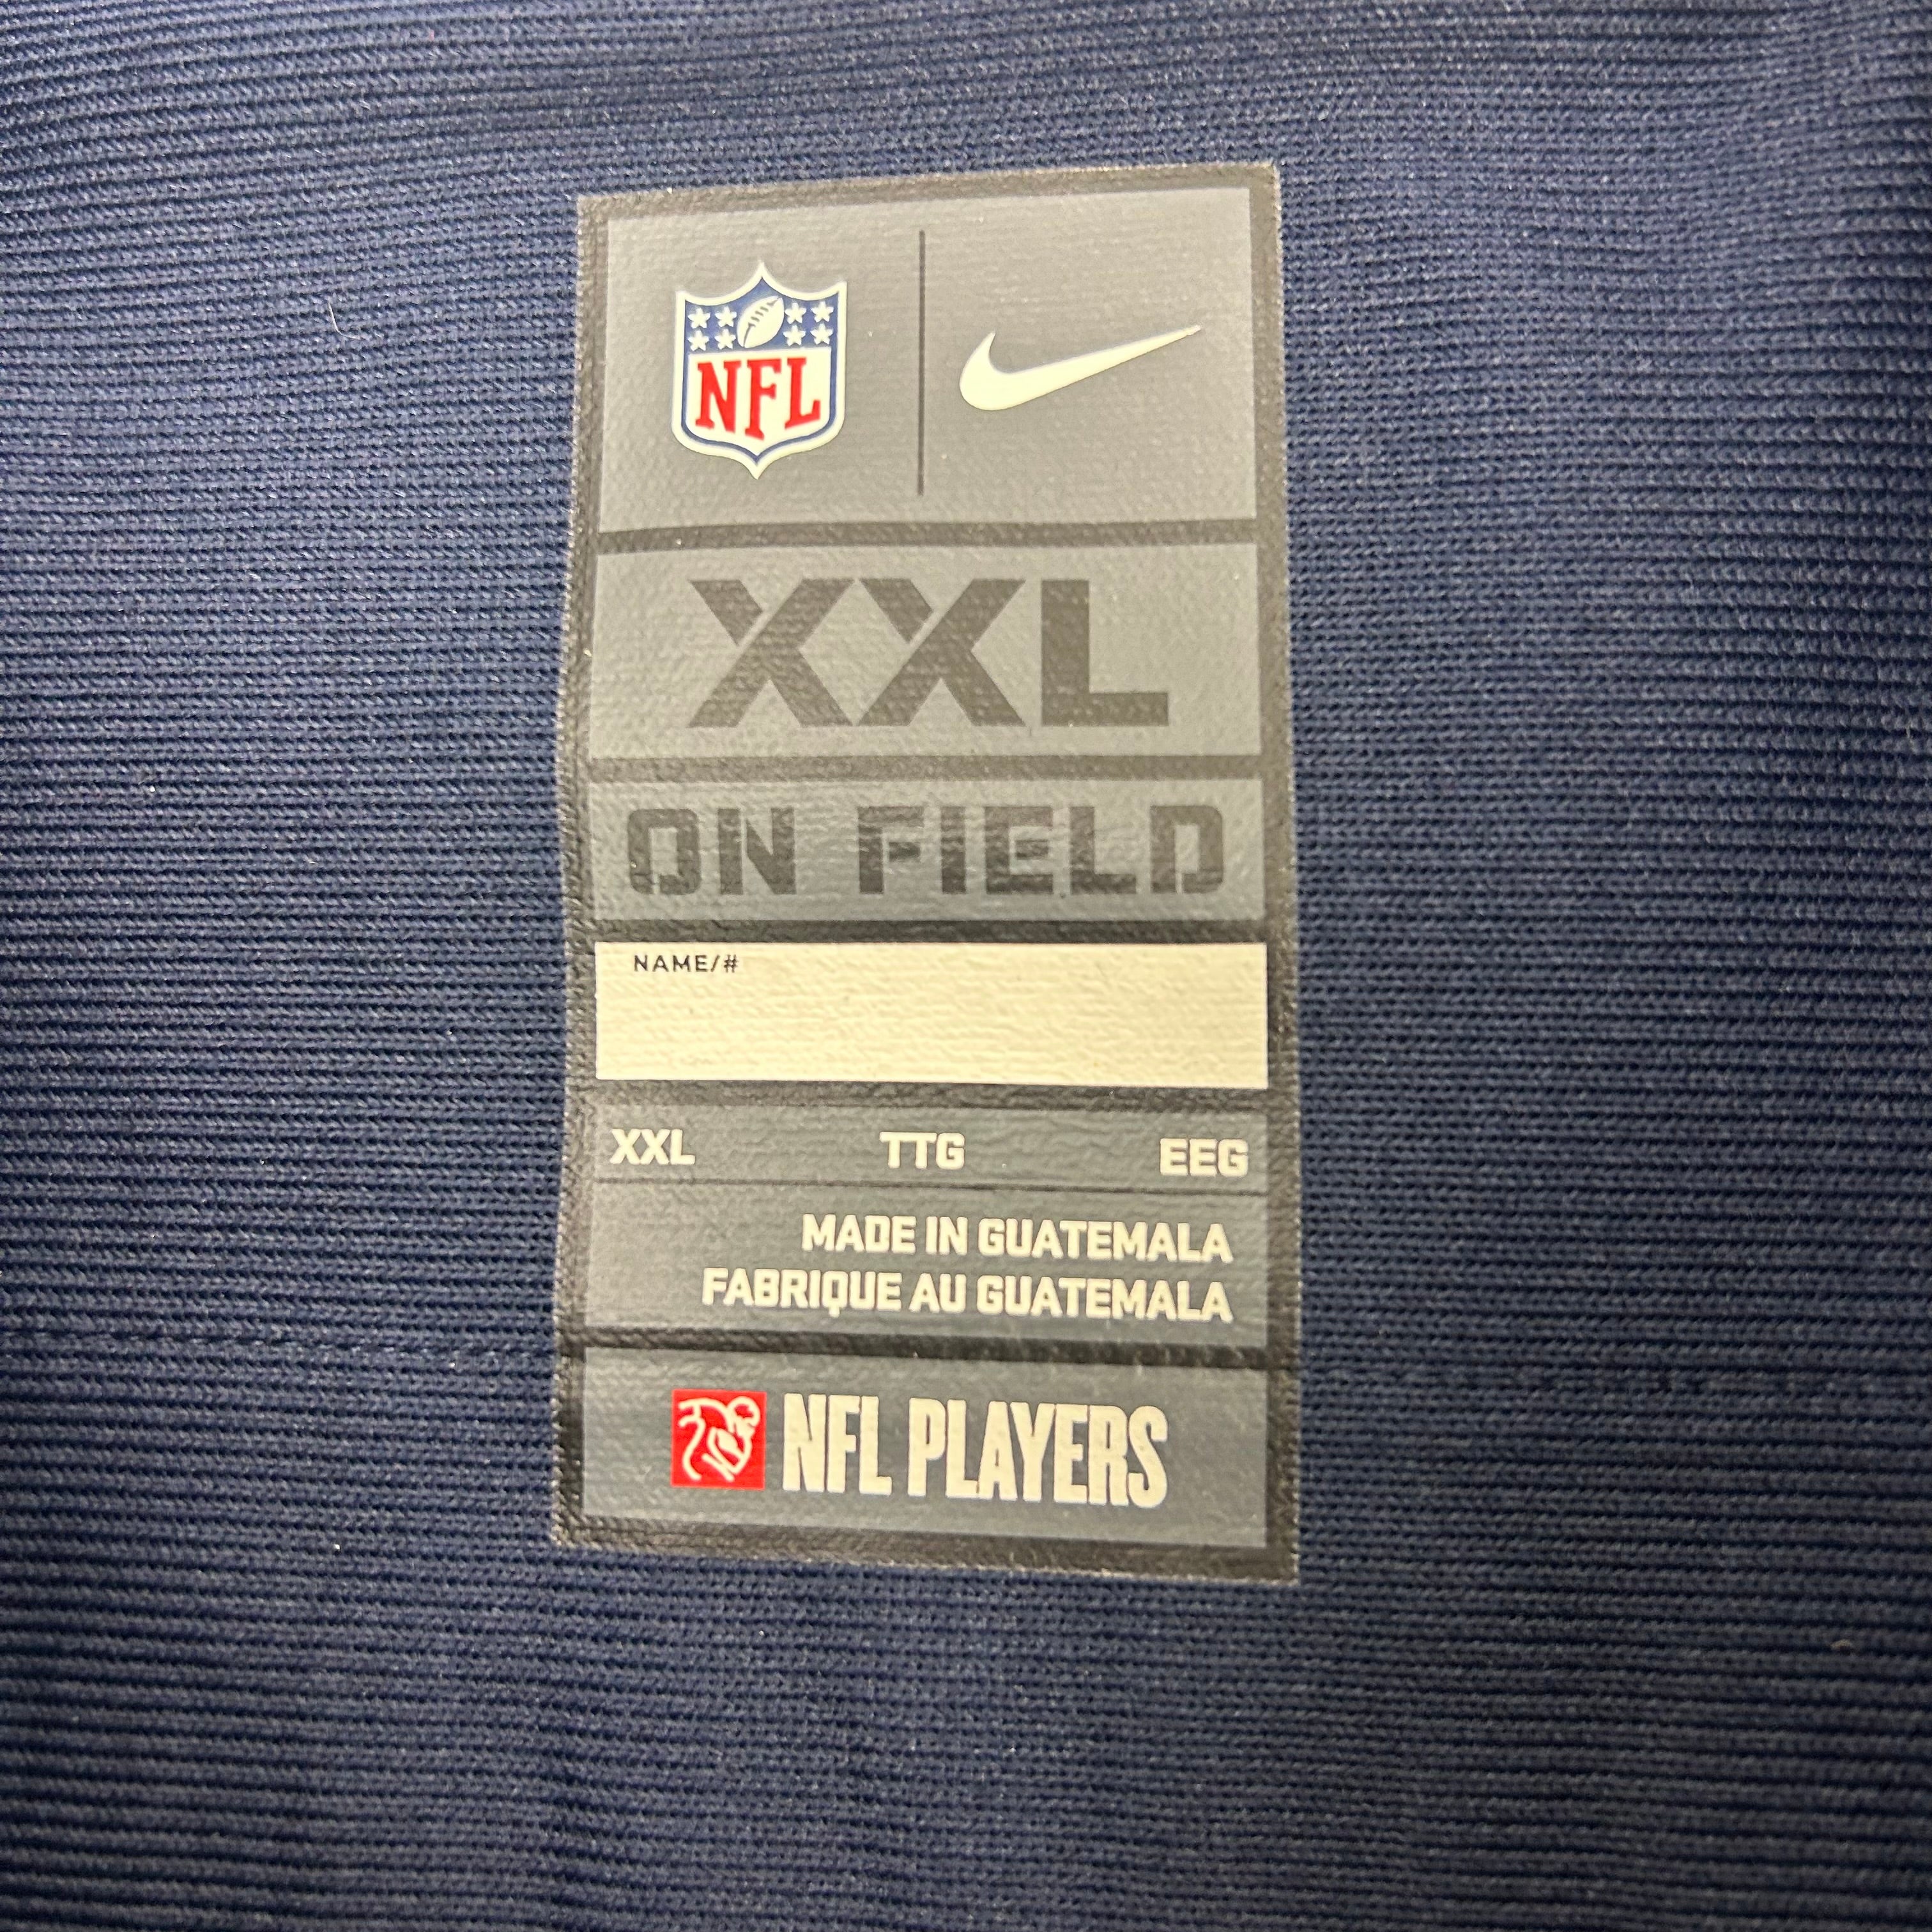 NFL
XXL
ON FIELD
NAME/#
XXL TTG EEG
MADE IN GUATEMALA
FABRIQUE AU GUATEMALA
NFL PLAYERS